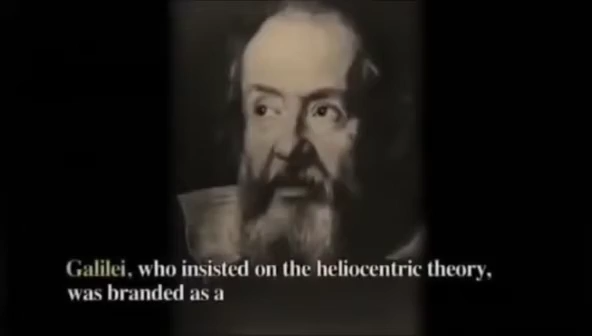 Galilei, who insisted on the heliocentric theory,
was branded as a